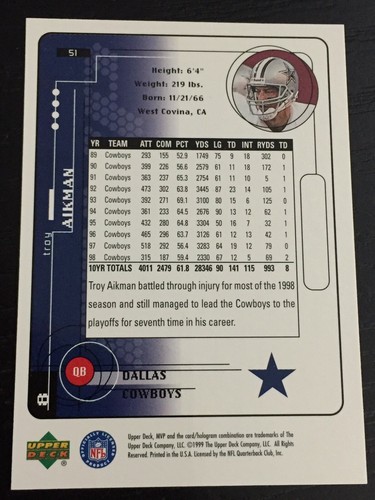 51
Height: 6'4"
Weight: 219 lbs.
Born: 11/21/66
West Covina, CA
YR TEAM ATT COM PCT YDS LG TD INT RYDS TD
89 Cowboys 293 155 52.9 1749 75 9 18 302 0
90 Cowboys 399 226 56.6 2579 61 11 18 172 1
91 Cowboys 363 237 65.3 2754 61 11 10 5 1
92 Cowboys 473 302 63.8 3445 87 23 14 105 1
93 Cowboys 392 271 69.1 3100 80 15 6 125 0
94 Cowboys 361 233 64.5 2676 90 13 12 62 1
95 Cowboys 432 280 64.8 3304 50 16 7 32 1
96 Cowboys 465 296 63.7 3126 61 12 13 42 1
97 Cowboys 518 292 56.4 3283 64 19 12 79 0
98 Cowboys 315 187 59.4 2330 67 12 5 69 2
10YR TOTALS 4011 2479 61.8 28346 90 141 115 993 8
Troy Aikman battled through injury for most of the 1998
season and still managed to lead the Cowboys to the
playoffs for seventh time in his career.
troy AIKMAN
8
QB
DALLAS
COWBOYS
UPPER
DECK
OFFICIALLY LICENSED
NFL
PRODUCT
Upper Deck, MVP and the card/hologram combination are trademarks of The
Upper Deck Company, LLC. ©1999 The Upper Deck Company, LLC. All Rights
Reserved. Printed in the U.S.A. Licensed by the NFL Quarterback Club, Inc.